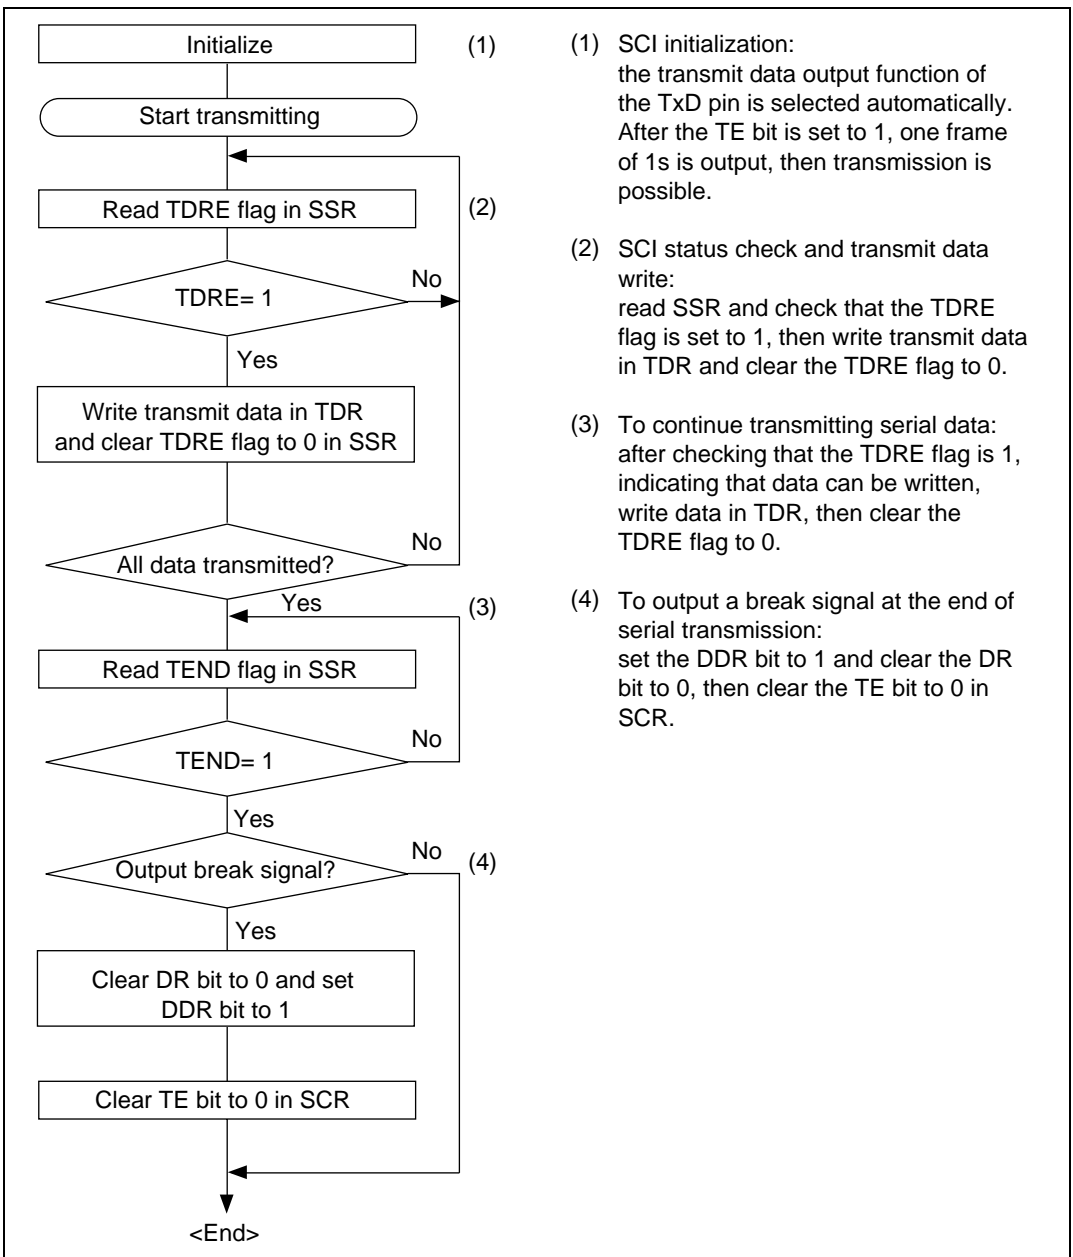 Initialize
(1)
Start transmitting
Read TDRE flag in SSR
(2)
TDRE= 1
No
Yes
Write transmit data in TDR
and clear TDRE flag to 0 in SSR
All data transmitted?
No
Yes
(3)
Read TEND flag in SSR
TEND= 1
No
Yes
Output break signal?
No
(4)
Yes
Clear DR bit to 0 and set
DDR bit to 1
Clear TE bit to 0 in SCR
<End>
(1) SCI initialization:
the transmit data output function of
the TxD pin is selected automatically.
After the TE bit is set to 1, one frame
of 1s is output, then transmission is
possible.
(2) SCI status check and transmit data
write:
read SSR and check that the TDRE
flag is set to 1, then write transmit data
in TDR and clear the TDRE flag to 0.
(3) To continue transmitting serial data:
after checking that the TDRE flag is 1,
indicating that data can be written,
write data in TDR, then clear the
TDRE flag to 0.
(4) To output a break signal at the end of
serial transmission:
set the DDR bit to 1 and clear the DR
bit to 0, then clear the TE bit to 0 in
SCR.